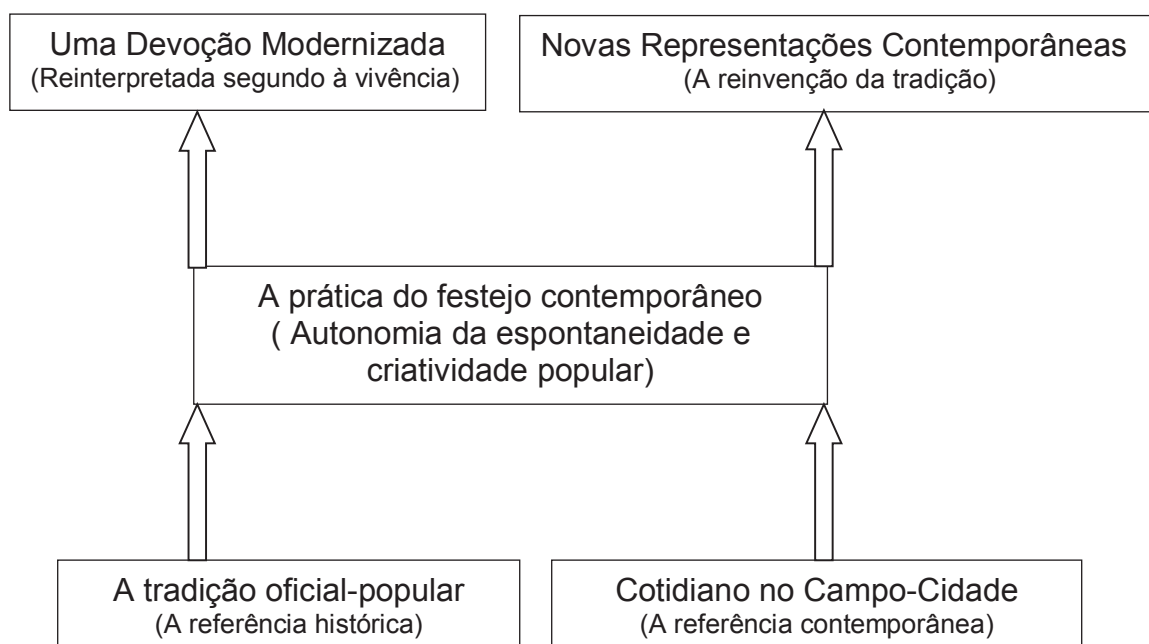 Uma Devoção Modernizada
(Reinterpretada segundo à vivência)
Novas Representações Contemporâneas
(A reinvenção da tradição)
A prática do festejo contemporâneo
( Autonomia da espontaneidade e
criatividade popular)
A tradição oficial-popular
(A referência histórica)
Cotidiano no Campo-Cidade
(A referência contemporânea)